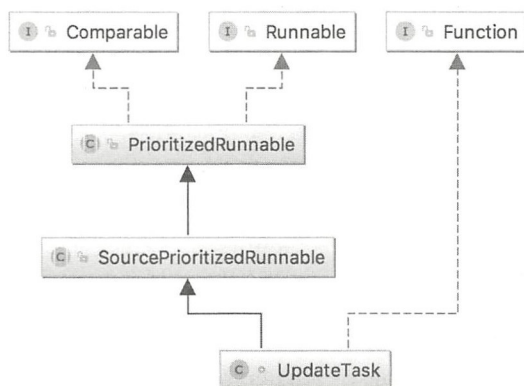 I Comparable
I Runnable
I Function
C PrioritizedRunnable
C SourcePrioritizedRunnable
C UpdateTask